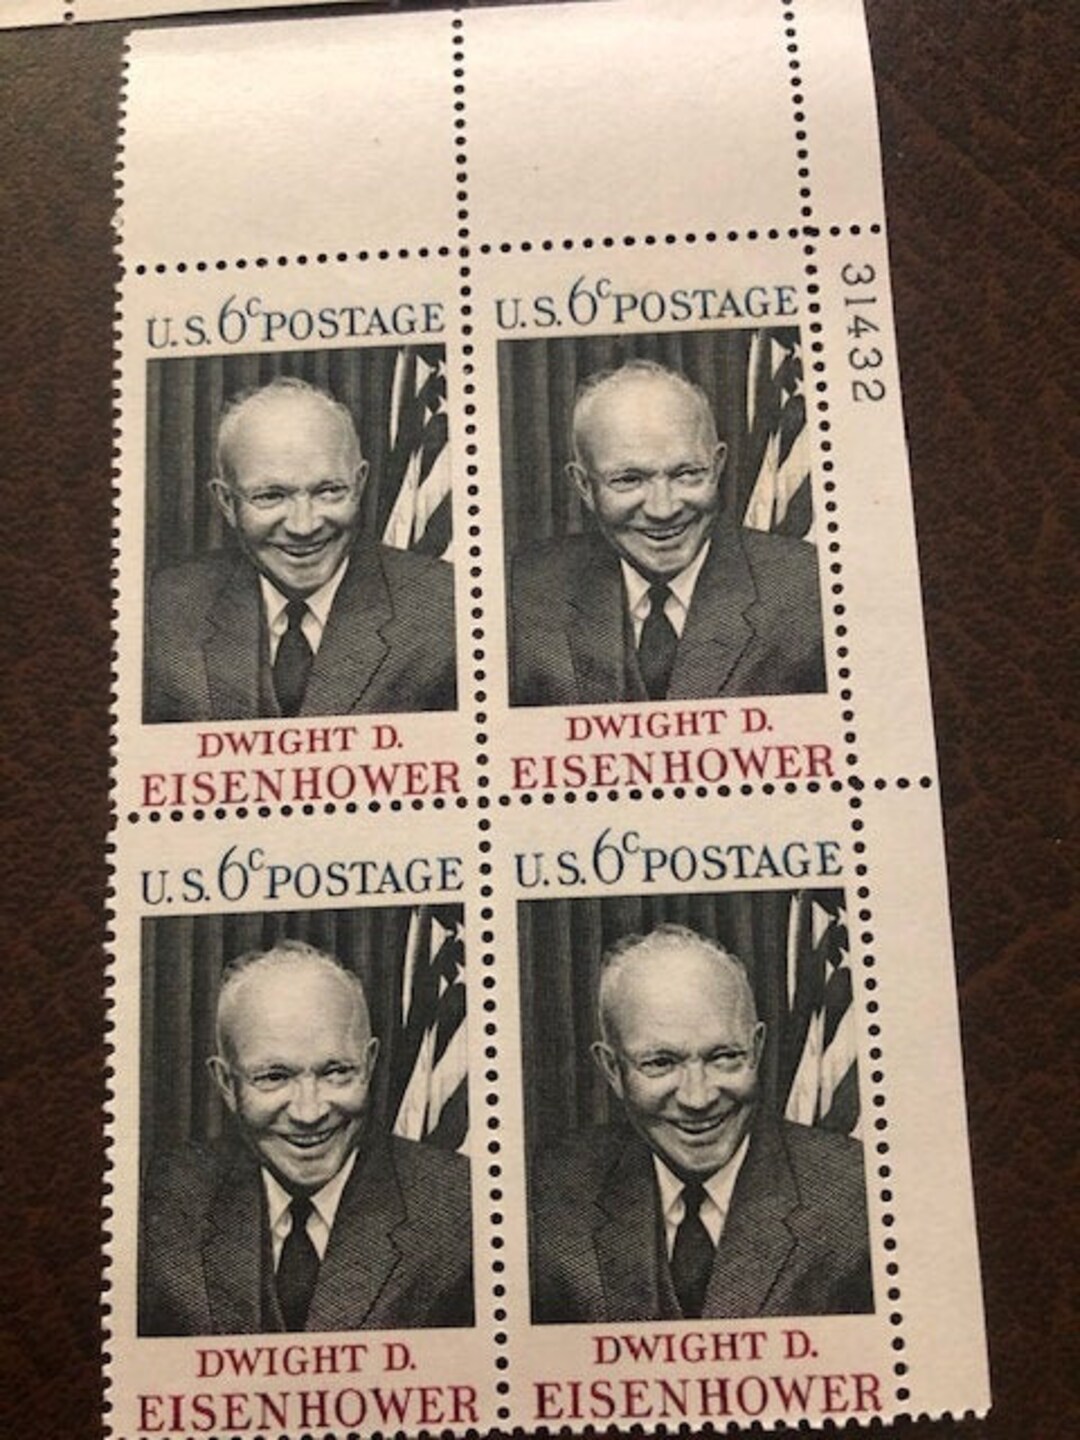 U.S. 6c POSTAGE
DWIGHT D.
EISENHOWER
U.S. 6c POSTAGE
DWIGHT D.
EISENHOWER
31432
U.S. 6c POSTAGE
DWIGHT D.
EISENHOWER
U.S. 6c POSTAGE
DWIGHT D.
EISENHOWER